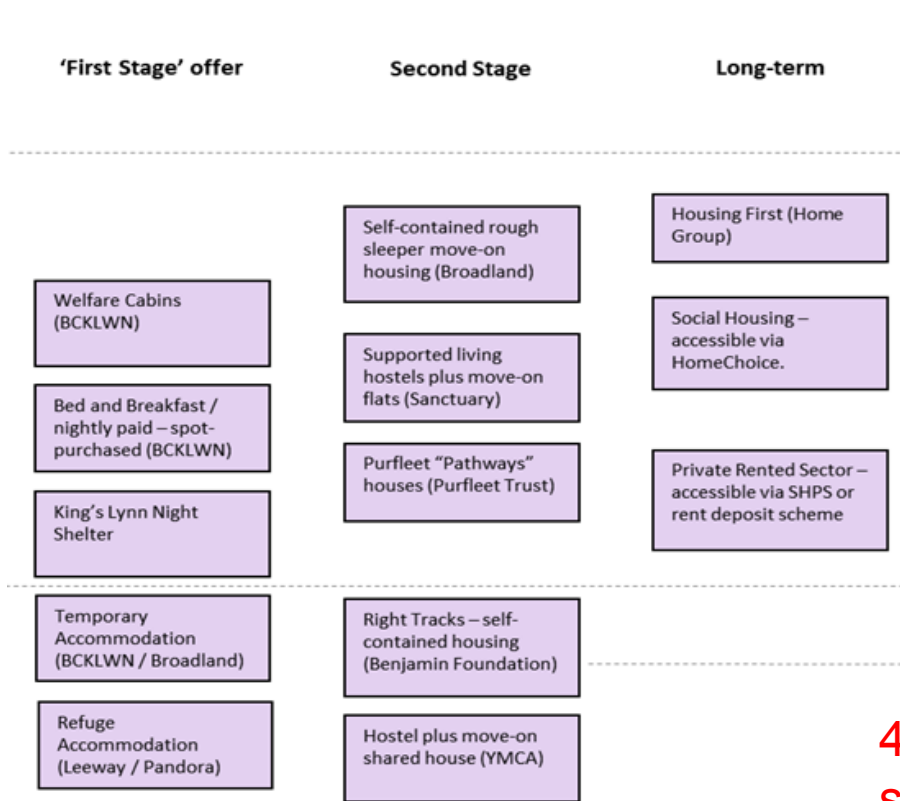 ‘First Stage’ offer
Second Stage
Long-term
Welfare Cabins
(BCKLWN)
Bed and Breakfast /
nightly paid – spot-
purchased (BCKLWN)
King’s Lynn Night
Shelter
Temporary
Accommodation
(BCKLWN / Broadland)
Refuge
Accommodation
(Leeway / Pandora)
Self-contained rough
sleeper move-on
housing (Broadland)
Supported living
hostels plus move-on
flats (Sanctuary)
Purfleet “Pathways”
houses (Purfleet Trust)
Right Tracks – self-
contained housing
(Benjamin Foundation)
Hostel plus move-on
shared house (YMCA)
Housing First (Home
Group)
Social Housing –
accessible via
HomeChoice.
Private Rented Sector –
accessible via SHPS or
rent deposit scheme
4